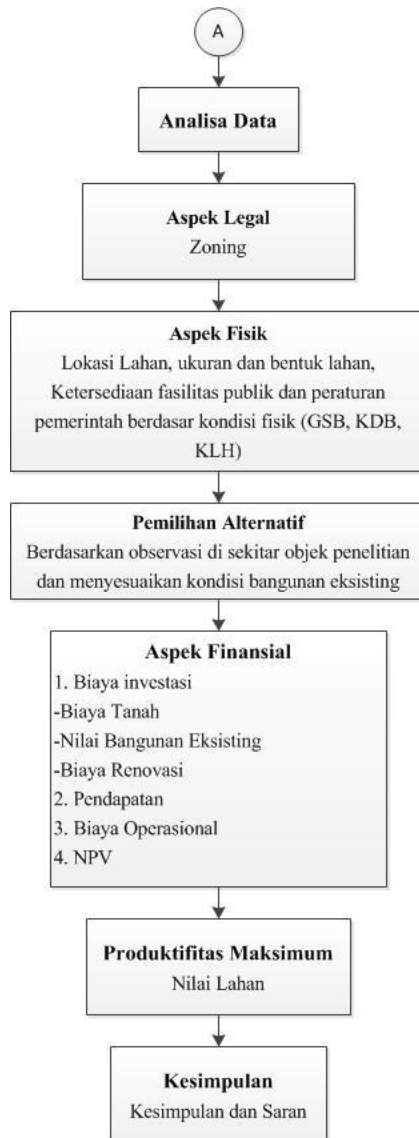 A
Analisa Data
Aspek Legal
Zoning
Aspek Fisik
Lokasi Lahan, ukuran dan bentuk lahan,
Ketersediaan fasilitas publik dan peraturan
pemerintah berdasar kondisi fisik (GSB, KDB,
KLH)
Pemilihan Alternatif
Berdasarkan observasi di sekitar objek penelitian
dan menyesuaikan kondisi bangunan eksisting
Aspek Finansial
1. Biaya investasi
-Biaya Tanah
-Nilai Bangunan Eksisting
-Biaya Renovasi
2. Pendapatan
3. Biaya Operasional
4. NPV
Produktifitas Maksimum
Nilai Lahan
Kesimpulan
Kesimpulan dan Saran